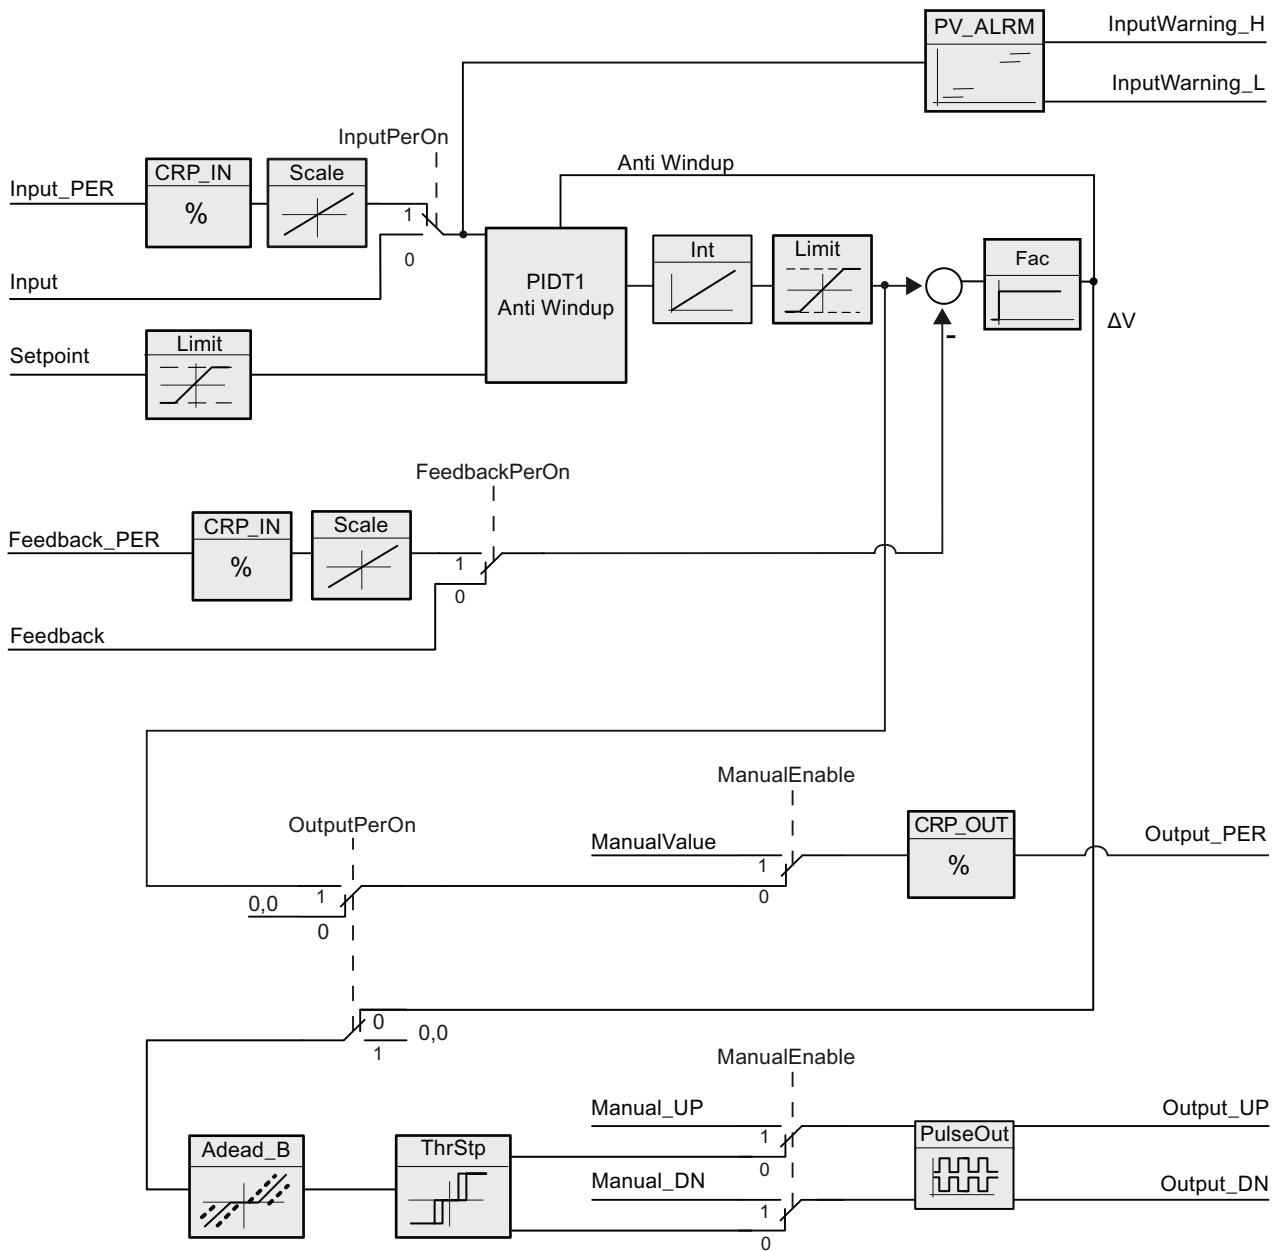 PV_ALRM
InputWarning_H
InputWarning_L
InputPerOn
Anti Windup
Input_PER
CRP_IN
%
Scale
1
0
Input
PIDT1
Anti Windup
Int
Limit
Fac
ΔV
-
Setpoint
Limit
FeedbackPerOn
Feedback_PER
CRP_IN
%
Scale
1
0
Feedback
ManualEnable
OutputPerOn
ManualValue
1
0
CRP_OUT
%
Output_PER
0,0
1
0
0
1
0,0
ManualEnable
Manual_UP
1
0
Output_UP
Adead_B
ThrStp
PulseOut
Manual_DN
1
0
Output_DN